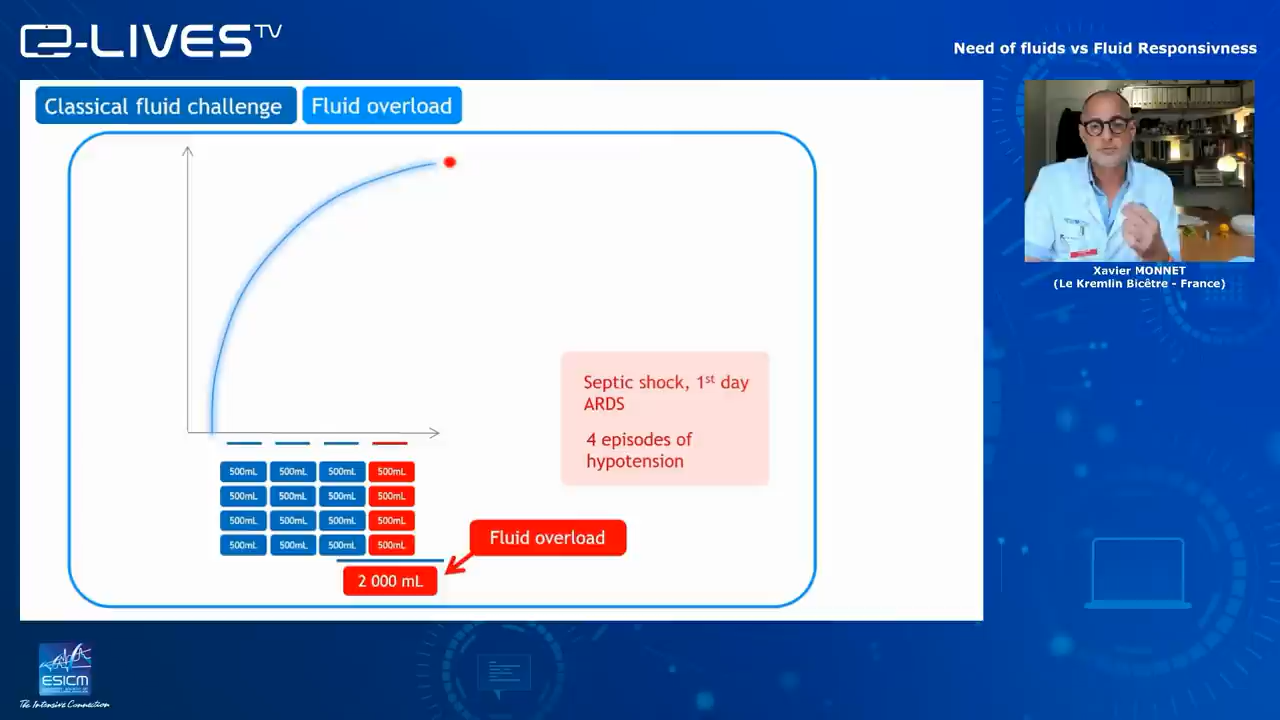 e-LIVES TV
Need of fluids vs Fluid Responsivness
Classical fluid challenge
Fluid overload
Xavier MONNET
(Le Kremlin Bicêtre - France)
Septic shock, 1st day
ARDS
4 episodes of
hypotension
500mL 500mL 500mL 500mL
500mL 500mL 500mL 500mL
500mL 500mL 500mL 500mL
500mL 500mL 500mL 500mL
Fluid overload
2 000 mL
ESICM
The Intensive Connection